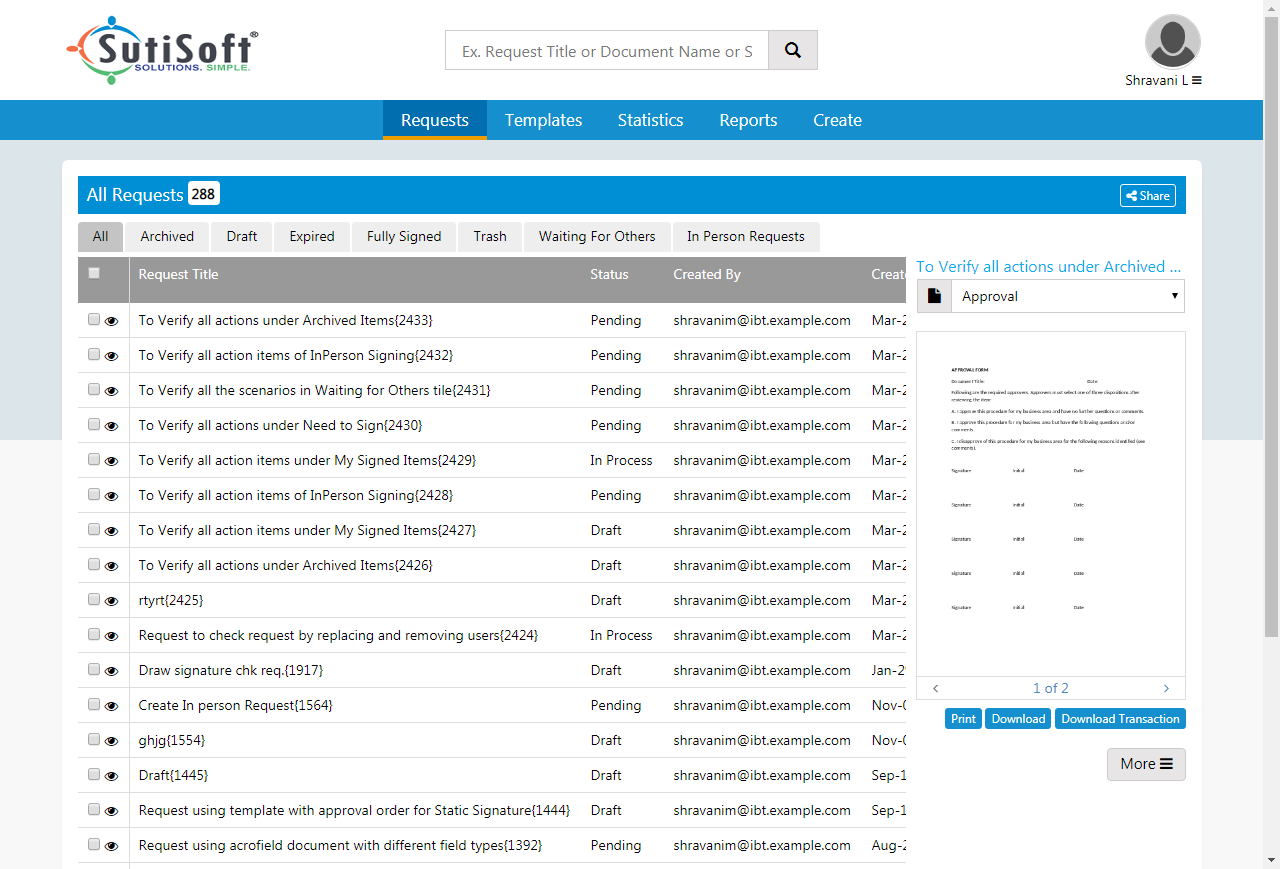 SutiSoft®
SOLUTIONS. SIMPLE.
Ex. Request Title or Document Name or S
Shravani L
Requests Templates Statistics Reports Create
All Requests 288 Share
All Archived Draft Expired Fully Signed Trash Waiting For Others In Person Requests
Request Title Status Created By Create
To Verify all actions under Archived Items{2433} Pending shravanim@ibt.example.com Mar-2
To Verify all action items of InPerson Signing{2432} Pending shravanim@ibt.example.com Mar-2
To Verify all the scenarios in Waiting for Others tile{2431} Pending shravanim@ibt.example.com Mar-2
To Verify all actions under Need to Sign{2430} Pending shravanim@ibt.example.com Mar-2
To Verify all action items under My Signed Items{2429} In Process shravanim@ibt.example.com Mar-2
To Verify all action items of InPerson Signing{2428} Pending shravanim@ibt.example.com Mar-2
To Verify all action items under My Signed Items{2427} Draft shravanim@ibt.example.com Mar-2
To Verify all actions under Archived Items{2426} Draft shravanim@ibt.example.com Mar-2
rtyrt{2425} Draft shravanim@ibt.example.com Mar-2
Request to check request by replacing and removing users{2424} In Process shravanim@ibt.example.com Mar-2
Draw signature chk req.{1917} Draft shravanim@ibt.example.com Jan-2
Create In person Request{1564} Pending shravanim@ibt.example.com Nov-0
ghjg{1554} Draft shravanim@ibt.example.com Nov-0
Draft{1445} Draft shravanim@ibt.example.com Sep-1
Request using template with approval order for Static Signature{1444} Draft shravanim@ibt.example.com Sep-1
Request using acrofield document with different field types{1392} Pending shravanim@ibt.example.com Aug-2
To Verify all actions under Archived ...
Approval
APPROVAL FORM
Document Title: Date:
Following are the required approvers. Approvers must select one of three dispositions after
reviewing the item:
A. I approve this procedure for my business area and have no further questions or comments.
B. I approve this procedure for my business area but have the following questions and/or
comments.
C. I disapprove of this procedure for my business area for the following reasons identified (see
comments).
Signature Initial Date
Signature Initial Date
Signature Initial Date
Signature Initial Date
Signature Initial Date
1 of 2
Print Download Download Transaction
More